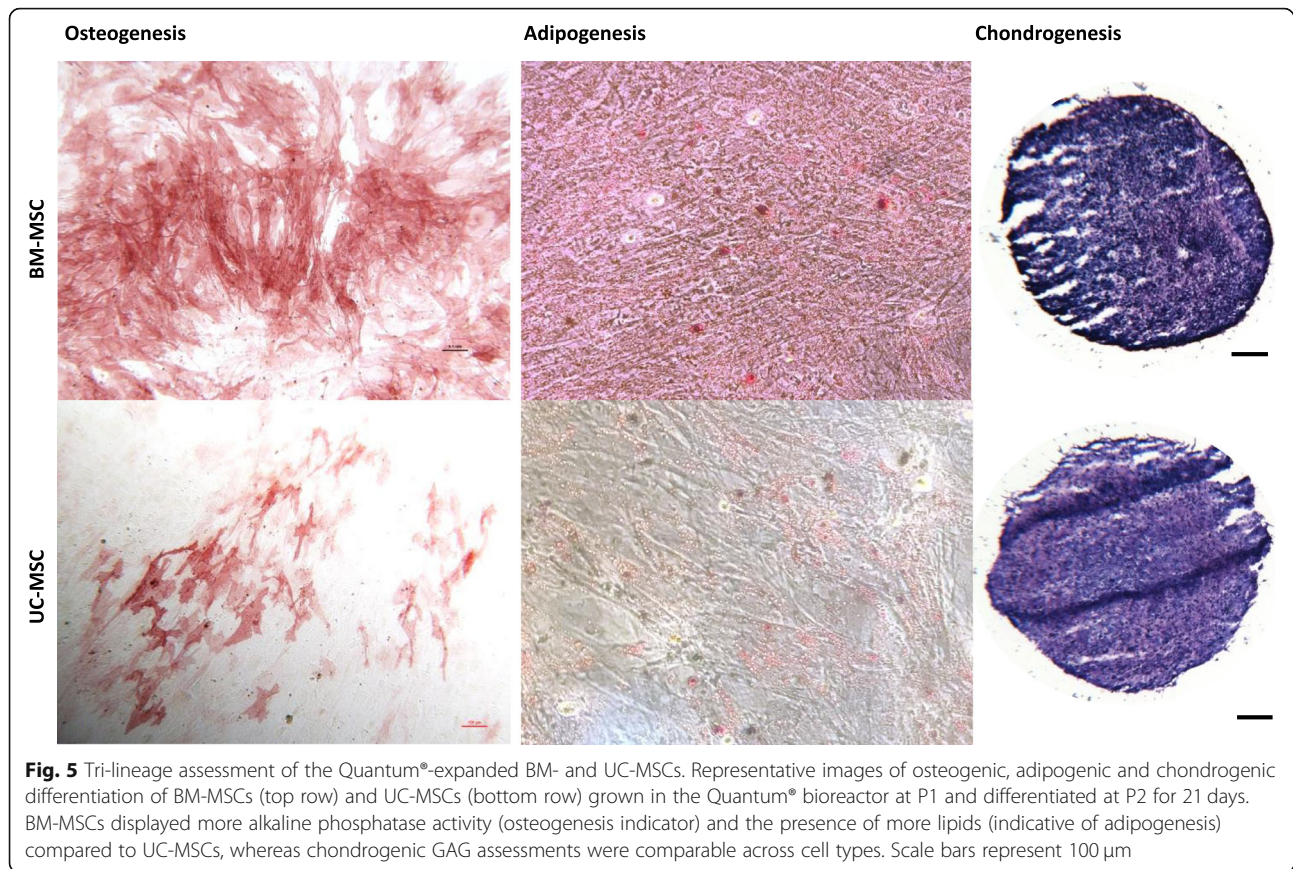 Osteogenesis
Adipogenesis
Chondrogenesis
BM-MSC
UC-MSC
Fig. 5 Tri-lineage assessment of the Quantum®-expanded BM- and UC-MSCs. Representative images of osteogenic, adipogenic and chondrogenic
differentiation of BM-MSCs (top row) and UC-MSCs (bottom row) grown in the Quantum® bioreactor at P1 and differentiated at P2 for 21 days.
BM-MSCs displayed more alkaline phosphatase activity (osteogenesis indicator) and the presence of more lipids (indicative of adipogenesis)
compared to UC-MSCs, whereas chondrogenic GAG assessments were comparable across cell types. Scale bars represent 100 μm